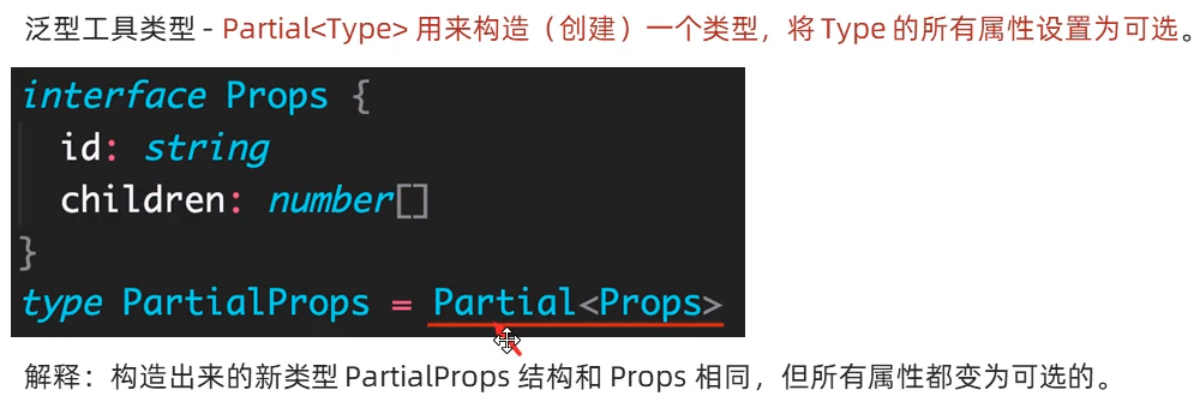 泛型工具类型 - Partial<Type> 用来构造（创建）一个类型，将 Type 的所有属性设置为可选。
interface Props {
  id: string
  children: number[]
}
type PartialProps = Partial<Props>
解释：构造出来的新类型 PartialProps 结构和 Props 相同，但所有属性都变为可选的。